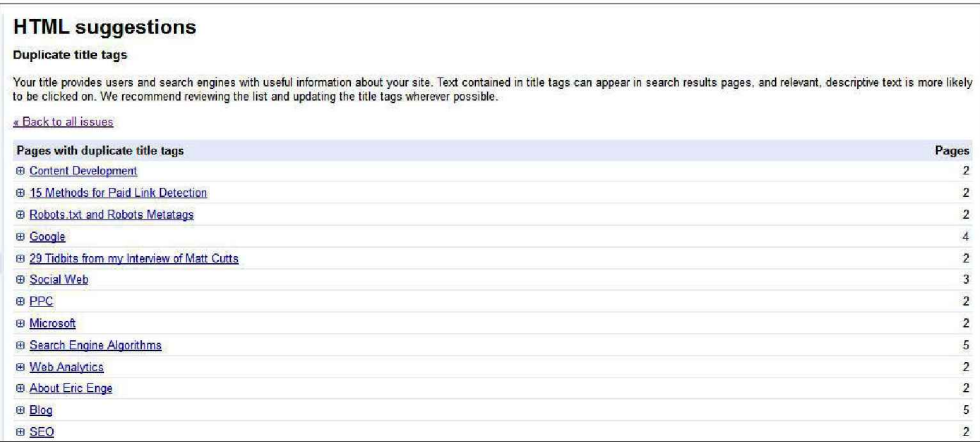 HTML suggestions
Duplicate title tags
Your title provides users and search engines with useful information about your site. Text contained in title tags can appear in search results pages, and relevant, descriptive text is more likely
to be clicked on. We recommend reviewing the list and updating the title tags wherever possible.
« Back to all issues
Pages with duplicate title tags Pages
Content Development 2
15 Methods for Paid Link Detection 2
Robots.txt and Robots Metatags 2
Google 4
29 Tidbits from my Interview of Matt Cutts 2
Social Web 3
PPC 2
Microsoft 2
Search Engine Algorithms 5
Web Analytics 2
About Eric Enge 2
Blog 5
SEO 2